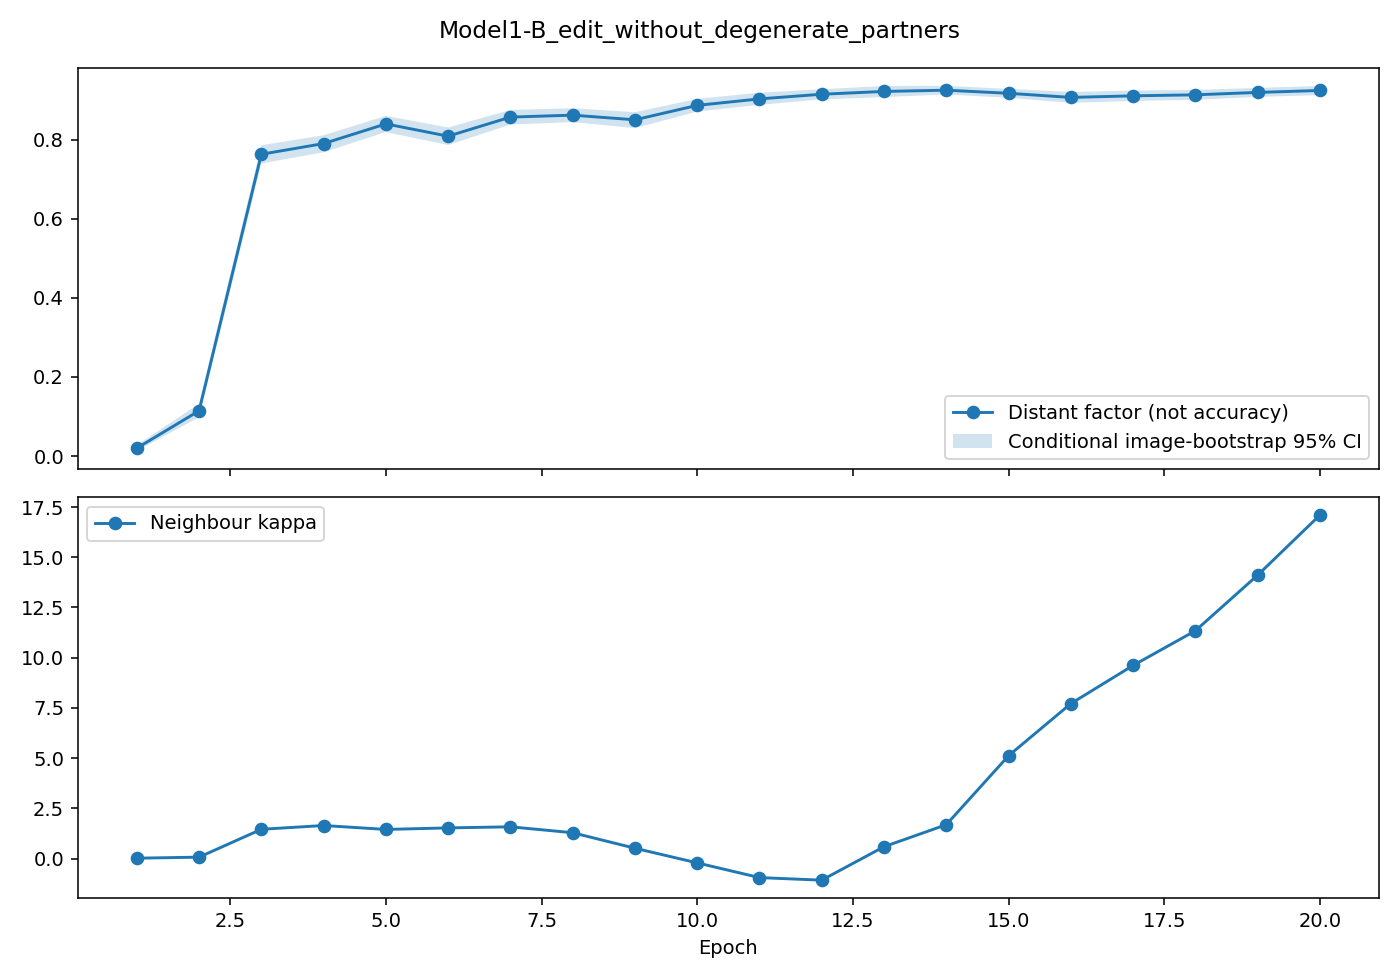 Model1-B_edit_without_degenerate_partners
0.8
0.6
0.4
0.2
0.0
Distant factor (not accuracy)
Conditional image-bootstrap 95% CI
17.5
15.0
12.5
10.0
7.5
5.0
2.5
0.0
Neighbour kappa
2.5 5.0 7.5 10.0 12.5 15.0 17.5 20.0
Epoch